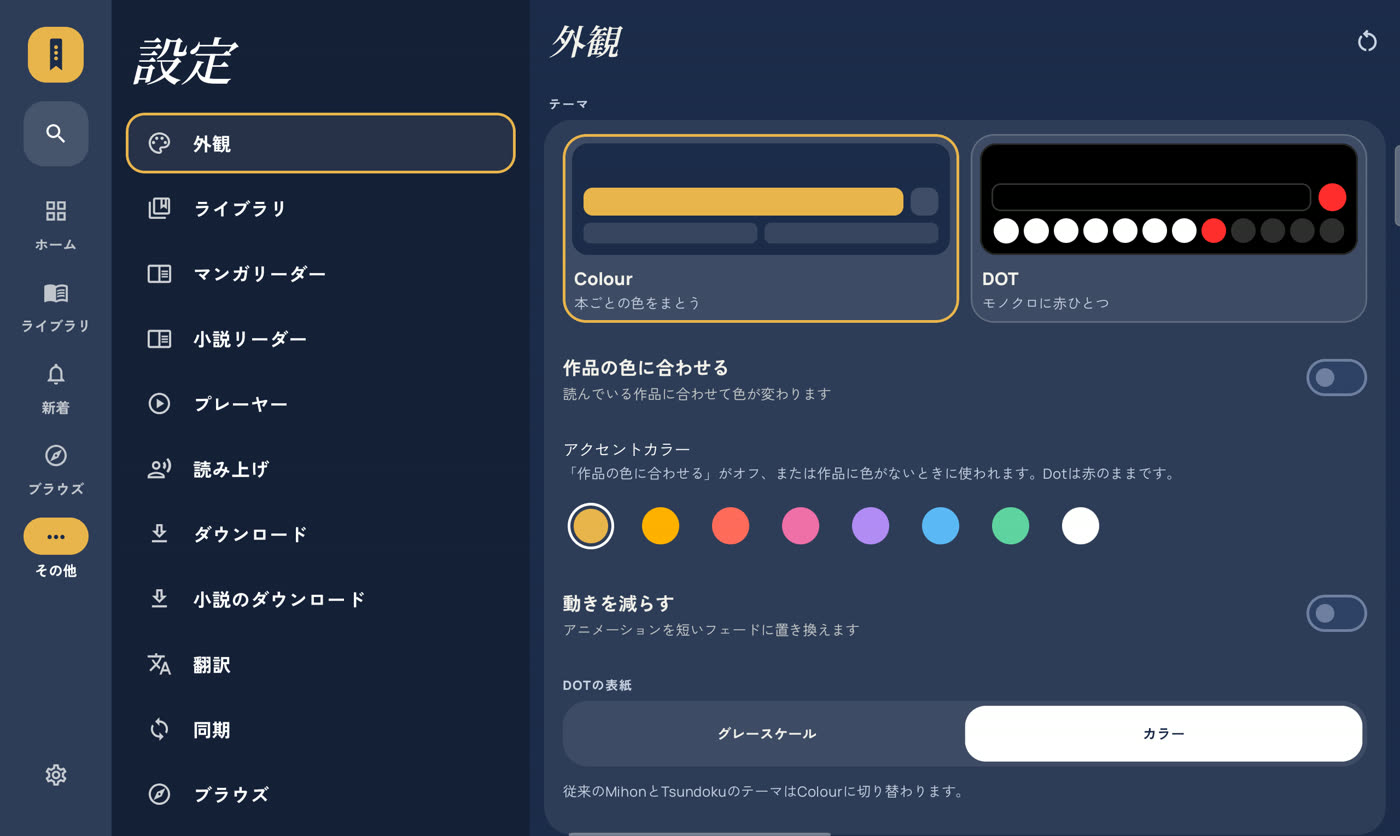 設定
外観
ホーム
ライブラリ
新着
ブラウズ
その他
外観
ライブラリ
マンガリーダー
小説リーダー
プレーヤー
読み上げ
ダウンロード
小説のダウンロード
翻訳
同期
ブラウズ
テーマ
Colour
本ごとの色をまとう
DOT
モノクロに赤ひとつ
作品の色に合わせる
読んでいる作品に合わせて色が変わります
アクセントカラー
「作品の色に合わせる」がオフ、または作品に色がないときに使われます。Dotは赤のままです。
動きを減らす
アニメーションを短いフェードに置き換えます
DOTの表紙
グレースケール
カラー
従来のMihonとTsundokuのテーマはColourに切り替わります。